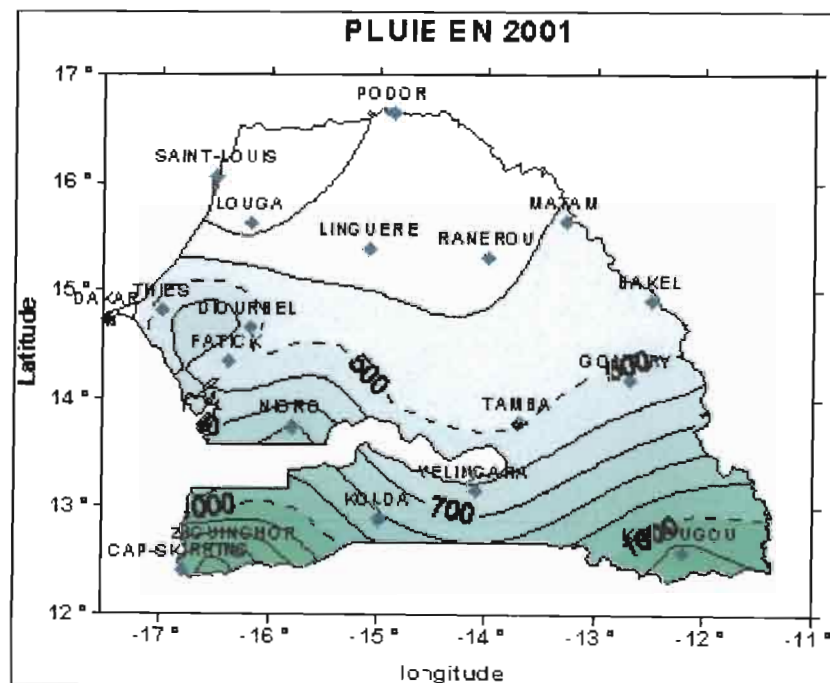 PLUIE EN 2001
17°
PODOR
SAINT-LOUIS
16°
LOUGA
MATAM
LINGUERE
RANEROU
15°
DAKAR
THIES
BAKEL
DIOURBEL
Latitude
FATICK
500
14°
NIORO
TAMBA
VELINGARA
13°
KOLDA
700
ZIGUINCHOR
CAP-SKIRRING
12°
-17°
-16°
-15°
-14°
-13°
-12°
-11°
longitude